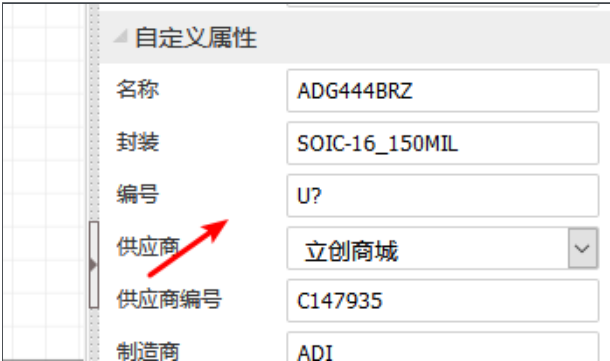 自定义属性
名称 ADG444BRZ
封装 SOIC-16_150MIL
编号 U?
供应商 立创商城
供应商编号 C147935
制造商 ADI